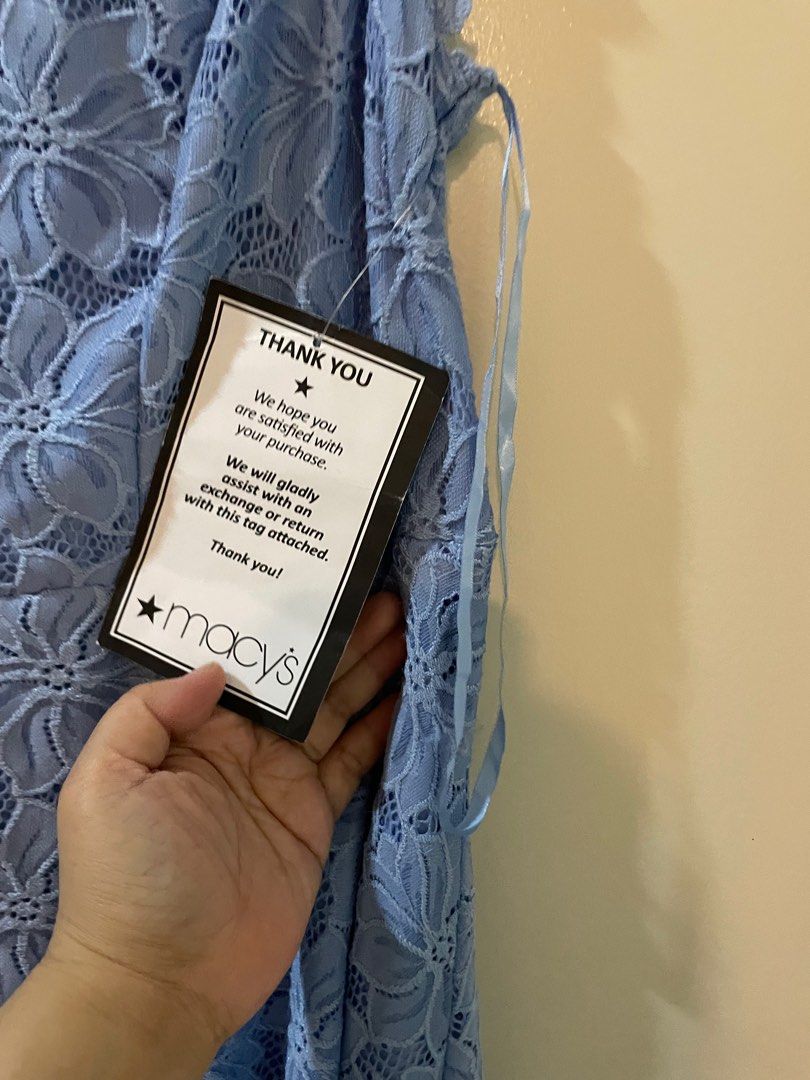 THANK YOU
We hope you
are satisfied with
your purchase.
We will gladly
assist with an
exchange or return
with this tag attached.
Thank you!
macy's